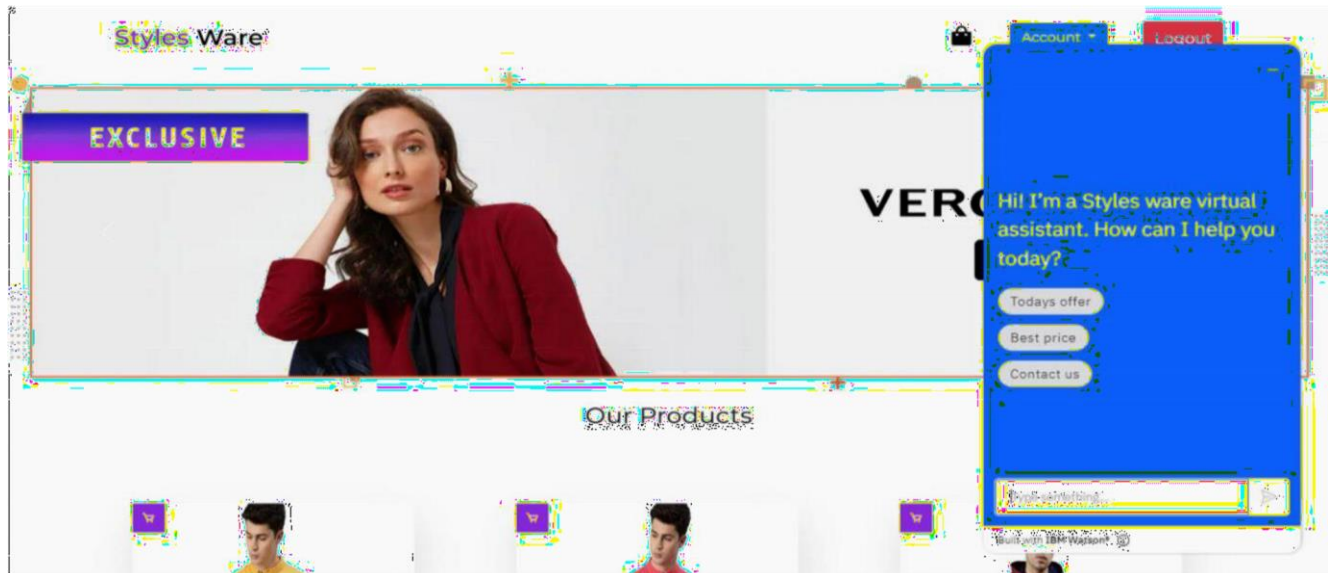 Styles Ware
Account
Logout
EXCLUSIVE
Hi! I'm a Styles ware virtual
assistant. How can I help you
today?
Todays offer
Best price
Contact us
Our Products
Built with IBM Watson®